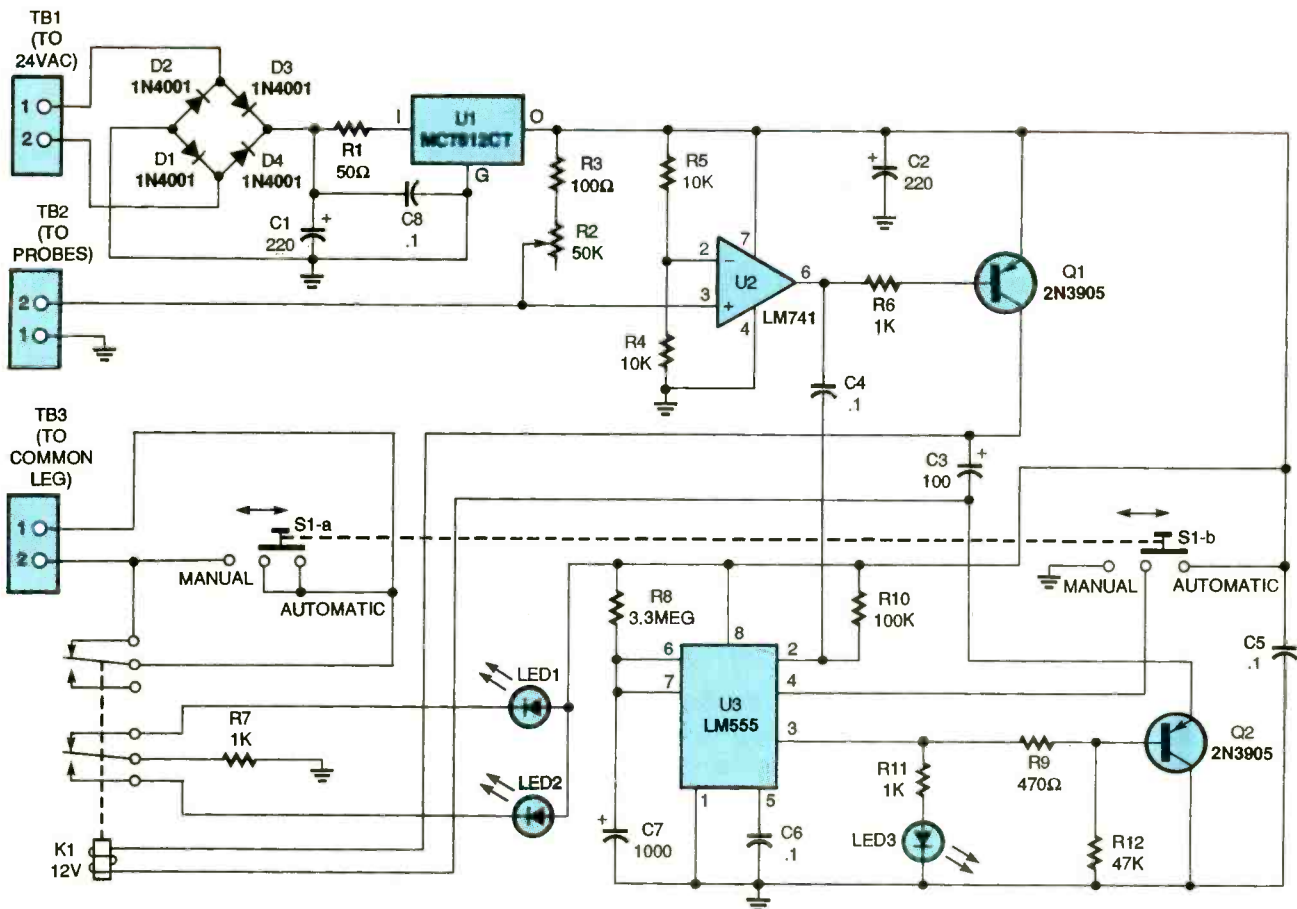 TB1
(TO
24VAC)
1
2
D2
1N4001
D3
1N4001
D1
1N4001
D4
1N4001
R1
50Ω
I
U1
MC7812CT
O
G
C1
+
220
C8
.1
R3
100Ω
R2
50K
R5
10K
R4
10K
2
−
3
+
7
U2
6
4
LM741
+
C2
220
R6
1K
Q1
2N3905
C4
.1
C3
+
100
TB2
(TO
PROBES)
2
1
TB3
(TO
COMMON
LEG)
1
2
S1-a
MANUAL
AUTOMATIC
S1-b
MANUAL
AUTOMATIC
R8
3.3MEG
R10
100K
C5
.1
6
7
8
2
4
3
1
5
U3
LM555
LED1
LED2
R7
1K
K1
12V
+
C7
1000
C6
.1
R11
1K
LED3
R9
470Ω
Q2
2N3905
R12
47K